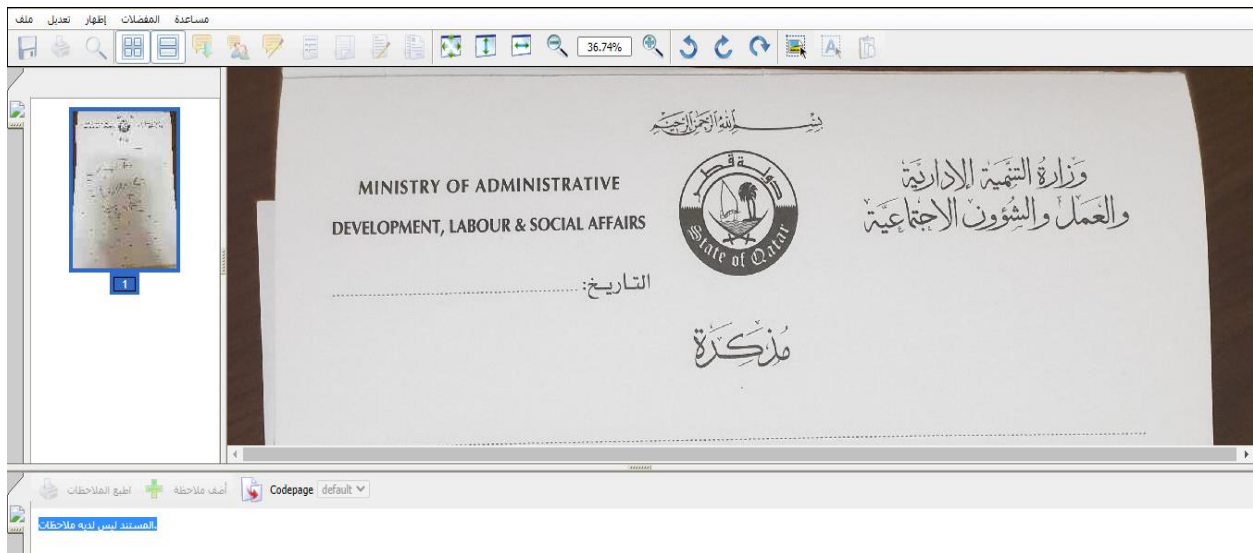 ملف تعديل إظهار المفضلات مساعدة
36.74%
بسم الله الرحمن الرحيم
MINISTRY OF ADMINISTRATIVE
DEVELOPMENT, LABOUR & SOCIAL AFFAIRS
دولة قطر
State of Qatar
وزارة التنمية الإدارية
والعمل والشؤون الاجتماعية
التاريخ:
مذكرة
1
اطبع الملاحظات أضف ملاحظة Codepage default
المستند ليس لديه ملاحظات.